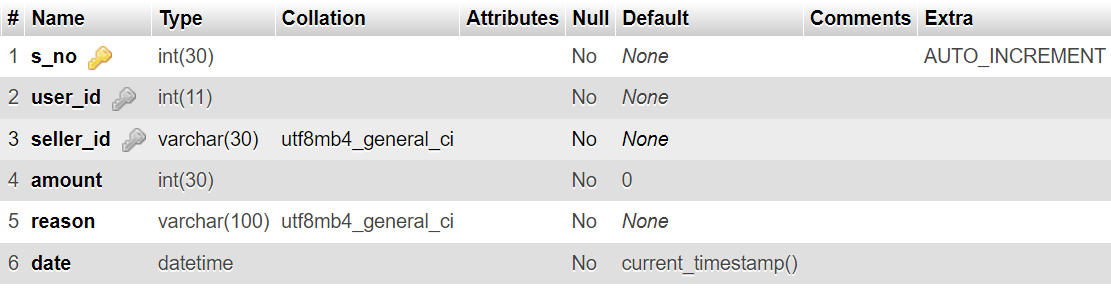 # Name Type Collation Attributes Null Default Comments Extra
1 s_no int(30) No None AUTO_INCREMENT
2 user_id int(11) No None
3 seller_id varchar(30) utf8mb4_general_ci No None
4 amount int(30) No 0
5 reason varchar(100) utf8mb4_general_ci No None
6 date datetime No current_timestamp()